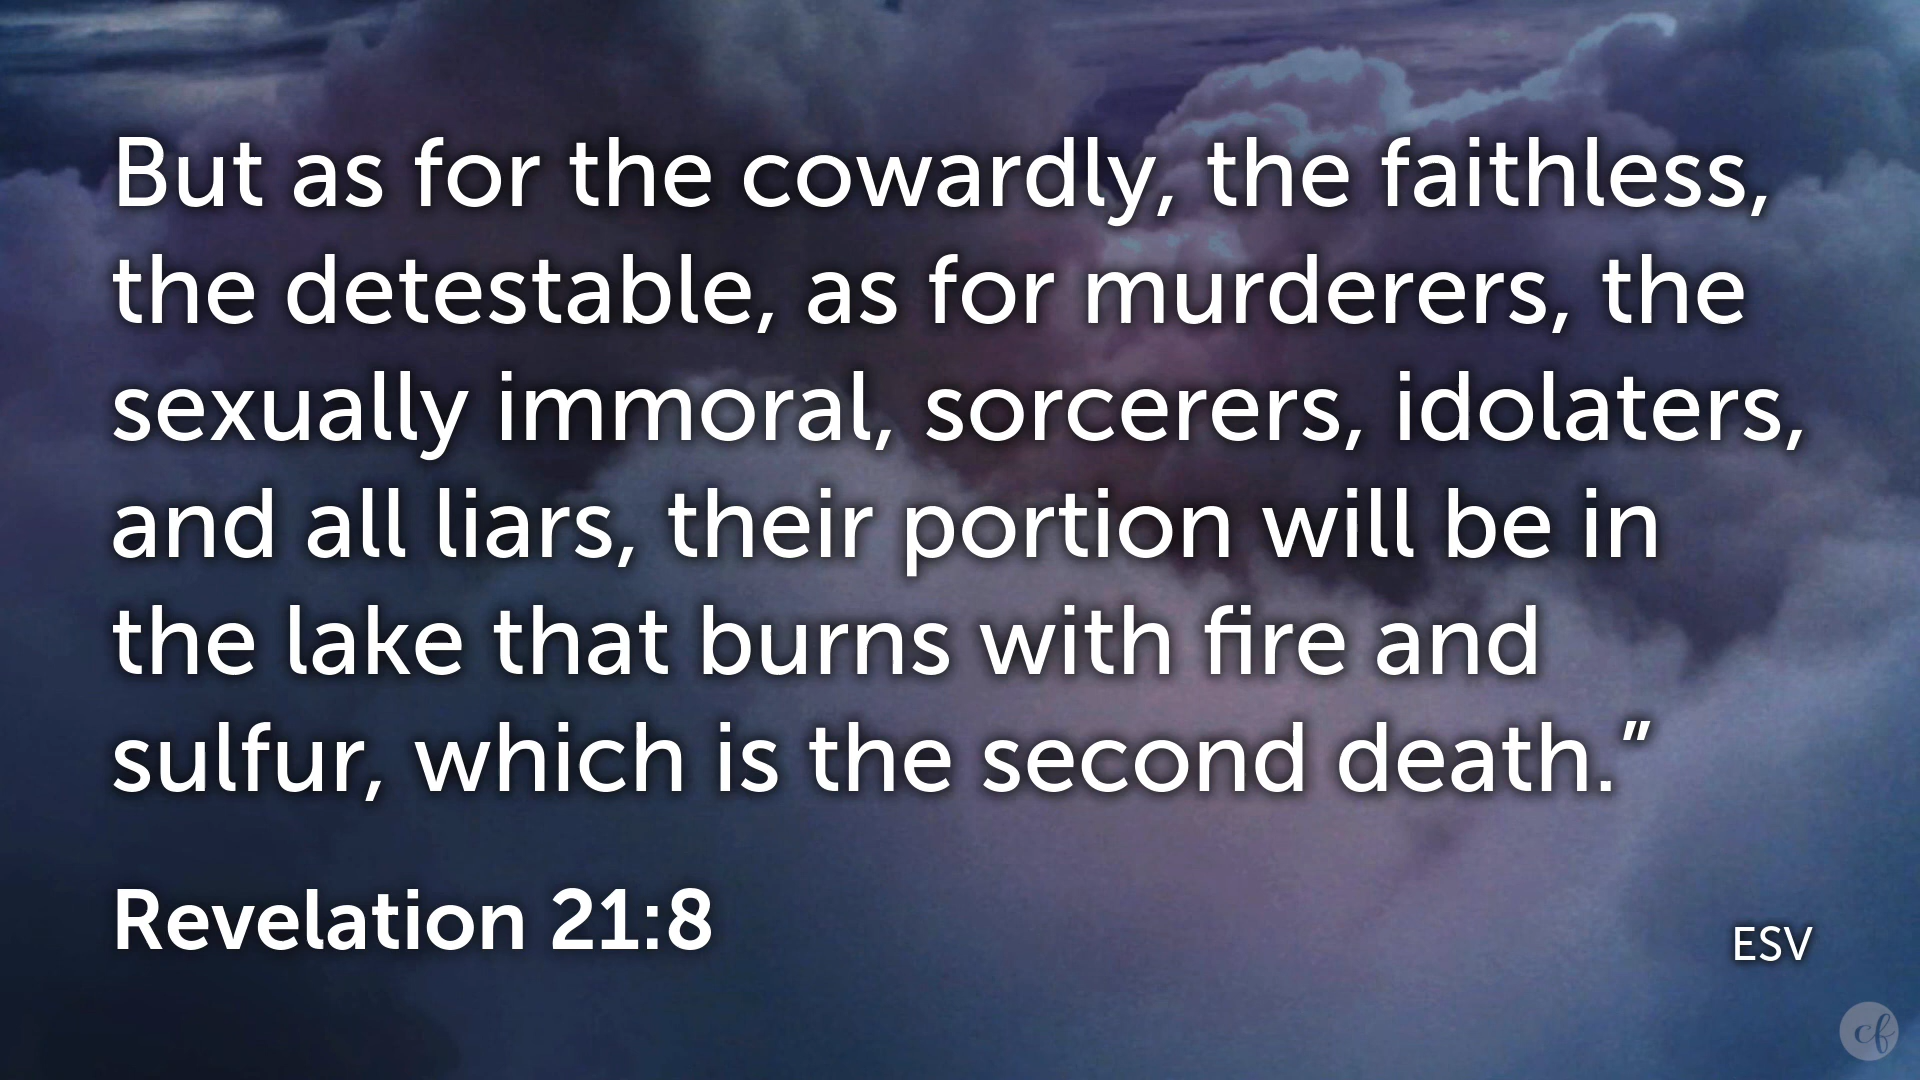 But as for the cowardly, the faithless,
the detestable, as for murderers, the
sexually immoral, sorcerers, idolaters,
and all liars, their portion will be in
the lake that burns with fire and
sulfur, which is the second death.”
Revelation 21:8
ESV
cf